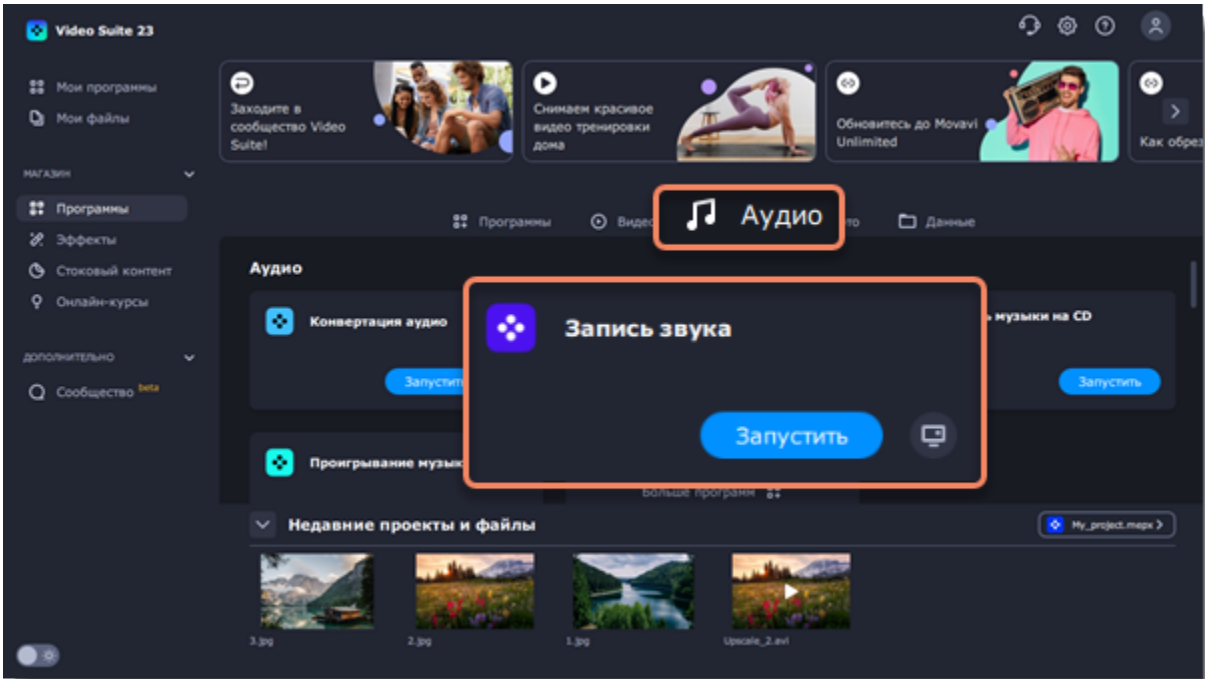 Video Suite 23
Мои программы
Мои файлы
МАГАЗИН
Программы
Эффекты
Стоковый контент
Онлайн-курсы
ДОПОЛНИТЕЛЬНО
Сообщество beta
Заходите в
сообщество Video
Suite!
Снимаем красивое
видео тренировки
дома
Обновитесь до Movavi
Unlimited
Как обрез
Программы
Видео
Аудио
то
Данные
Аудио
Конвертация аудио
Запустить
Запись звука
Запустить
ь музыки на CD
Запустить
Проигрывание музык
Больше программ
Недавние проекты и файлы
My_project.mepx
3.jpg
2.jpg
1.jpg
Upscale_2.avi